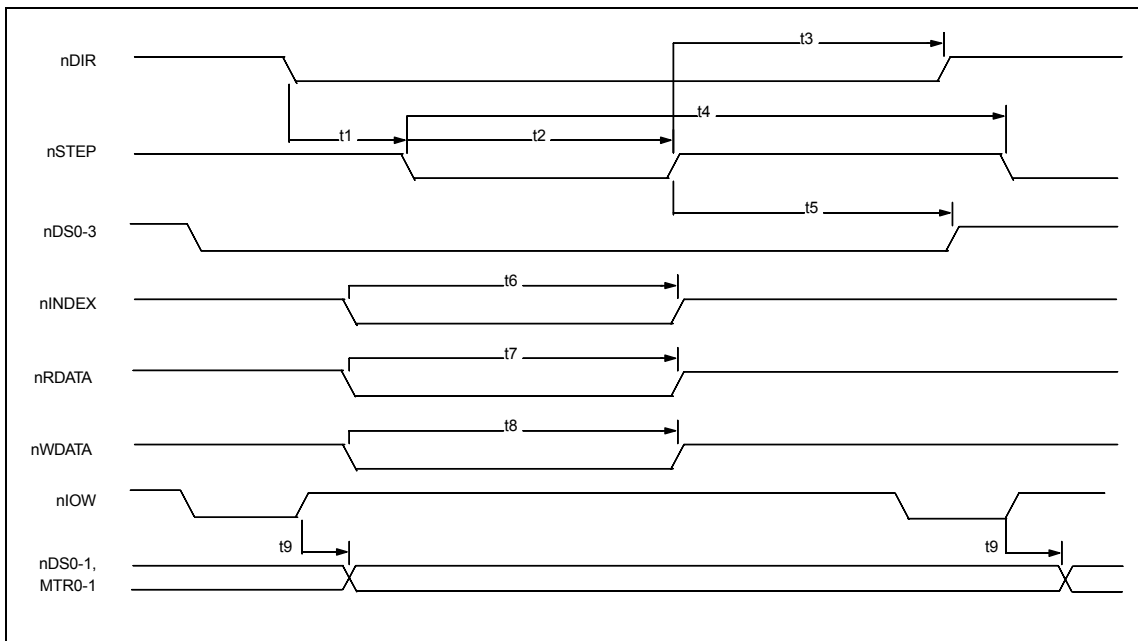 nDIR
t3
t4
t1
t2
nSTEP
t5
nDS0-3
t6
nINDEX
t7
nRDATA
t8
nWDATA
nIOW
t9
t9
nDS0-1,
MTR0-1